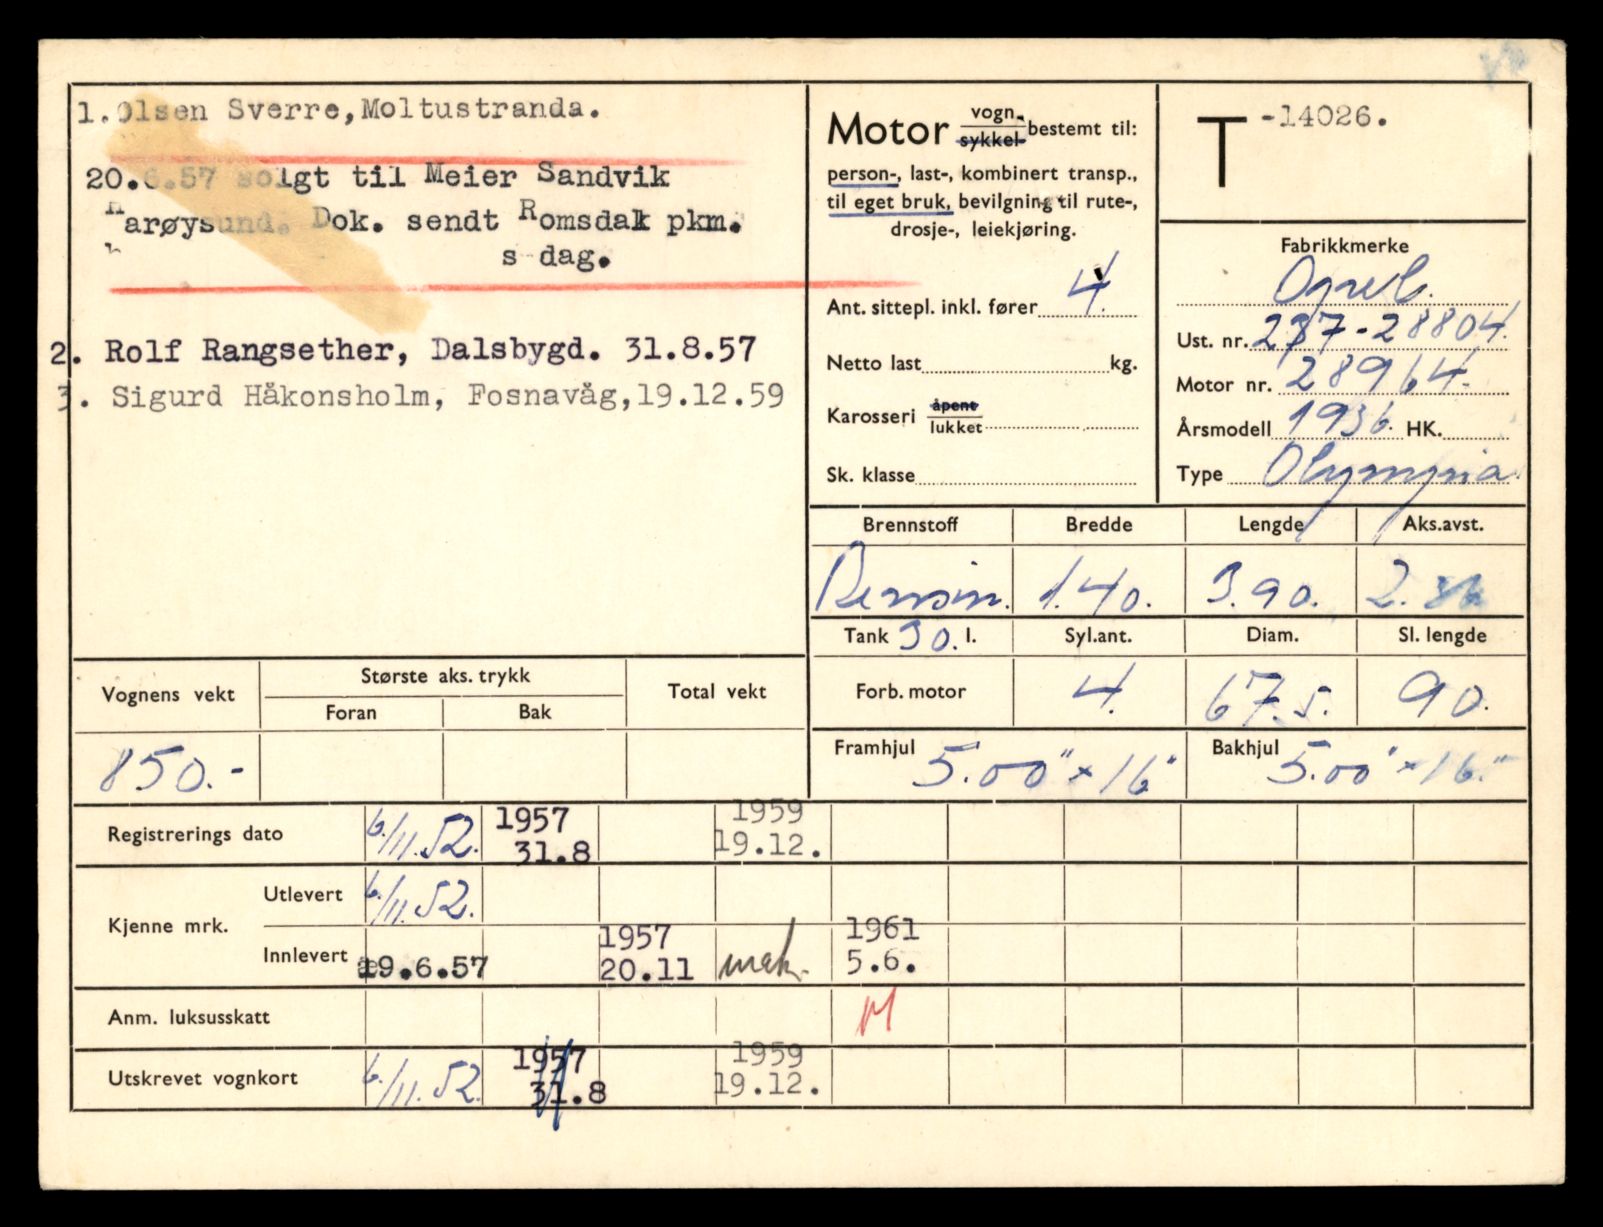 1. Olsen Sverre, Moltustranda.
20.6.57 solgt til Meier Sandvik
Harøysund. Dok. sendt Romsdal pkm.
s dag.
2. Rolf Rangsether, Dalsbygd. 31.8.57
3. Sigurd Håkonsholm, Fosnavåg, 19.12.59
Motor vogn- sykkel- bestemt til:
person-, last-, kombinert transp.,
til eget bruk, bevilgning til rute-,
drosje-, leiekjøring.
Ant. sittepl. inkl. fører 4.
Netto last kg.
Karosseri åpent lukket
Sk. klasse
T -14026.
Fabrikkmerke
Opel.
Ust. nr. 237-28804.
Motor nr. 28964.
Årsmodell 1936. HK.
Type Olympia.
Brennstoff Bredde Lengde Aks.avst.
Bensin. 1.40. 3.90. 2.
Tank 30. l. Syl.ant. Diam. Sl. lengde
Forb. motor 4. 67.5. 90.
Framhjul 5.00" x 16" Bakhjul 5.00" x 16."
Vognens vekt Største aks. trykk Total vekt
Foran Bak
850.-
Registrerings dato 6/11.52. 1957 31.8 1959 19.12.
Kjenne mrk.
Utlevert 6/11.52.
Innlevert 19.6.57 1957 20.11 mak. 1961 5.6.
Anm. luksusskatt M
Utskrevet vognkort 6/11.52. 1957 31.8 1959 19.12.